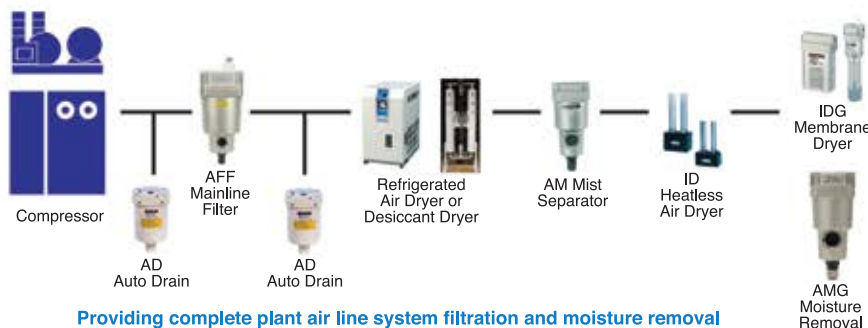 Compressor
AD
Auto Drain
AFF
Mainline
Filter
AD
Auto Drain
Refrigerated
Air Dryer or
Desiccant Dryer
AM Mist
Separator
ID
Heatless
Air Dryer
IDG
Membrane
Dryer
AMG
Moisture
Removal
Providing complete plant air line system filtration and moisture removal